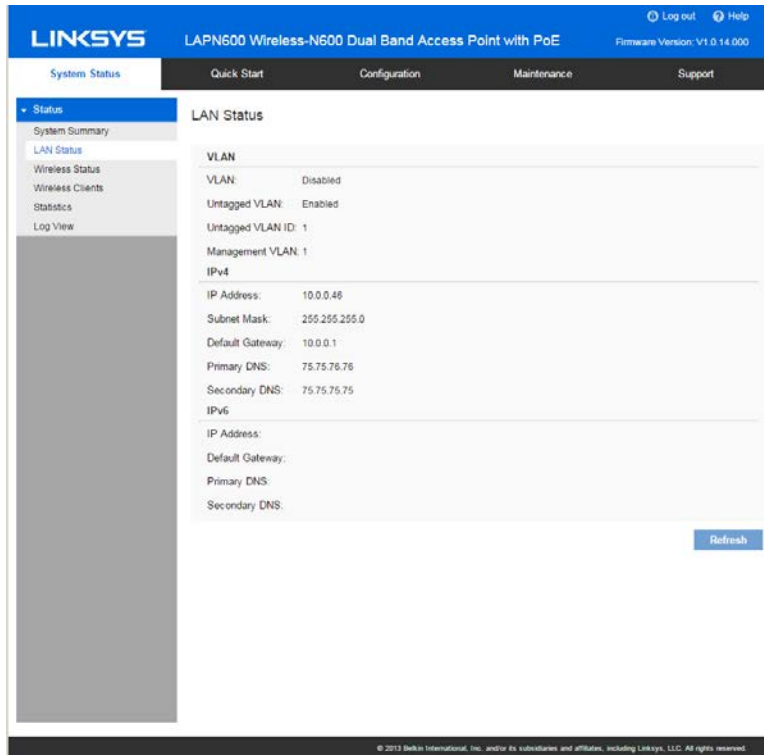 Log out Help
LINKSYS LAPN600 Wireless-N600 Dual Band Access Point with PoE Firmware Version: V1.0.14.000
System Status Quick Start Configuration Maintenance Support
Status
System Summary
LAN Status
Wireless Status
Wireless Clients
Statistics
Log View
LAN Status
VLAN
VLAN: Disabled
Untagged VLAN: Enabled
Untagged VLAN ID: 1
Management VLAN: 1
IPv4
IP Address: 10.0.0.46
Subnet Mask: 255.255.255.0
Default Gateway: 10.0.0.1
Primary DNS: 75.75.76.76
Secondary DNS: 75.75.75.75
IPv6
IP Address:
Default Gateway:
Primary DNS:
Secondary DNS:
Refresh
© 2013 Belkin International, Inc. and/or its subsidiaries and affiliates, including Linksys, LLC. All rights reserved.